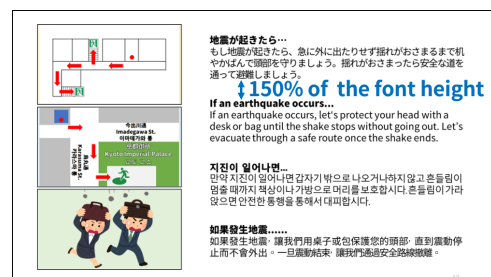 地震が起きたら…
もし地震が起きたら、急に外に出たりせず揺れがおさまるまで机
やかばんで頭部を守りましょう。揺れがおさまったら安全な道を
通って避難しましょう。
150% of the font height
If an earthquake occurs...
If an earthquake occurs, let's protect your head with a
desk or bag until the shake stops without going out. Let's
evacuate through a safe route once the shake ends.
지진이 일어나면...
만약 지진이 일어나면 갑자기 밖으로 나오거나하지 않고 흔들림이
멈출 때까지 책상이나 가방으로 머리를 보호합시다.흔들림이 가라
앉으면 안전한 통행을 통해서 대피합시다.
如果發生地震......
如果發生地震，讓我們用桌子或包保護您的頭部，直到震動停
止而不會外出。一旦震動結束，讓我們通過安全路線撤離。
今出川通
Imadegawa St.
이마데가와 통
烏丸通
Karasuma St.
京都御所
Kyoto Imperial Palace